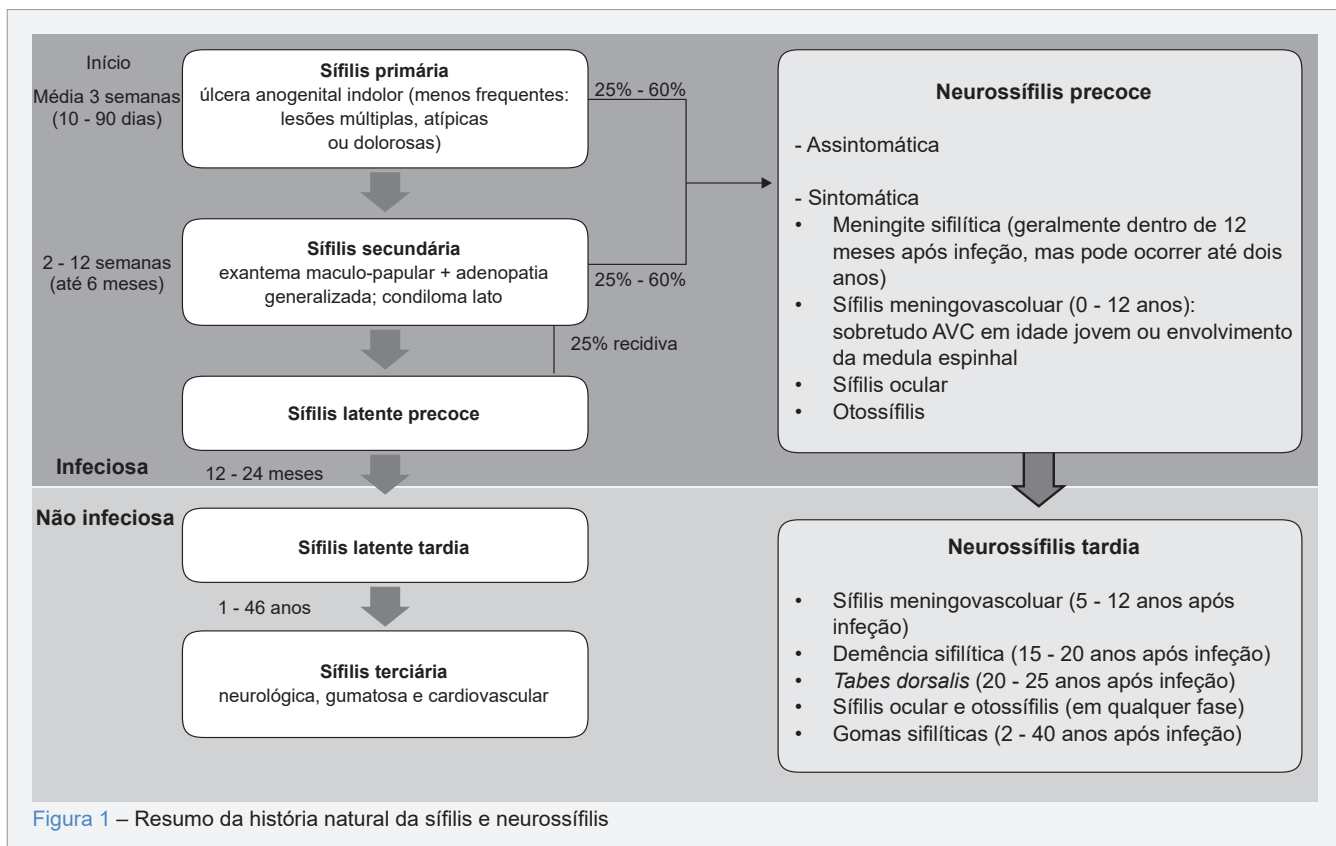 Início
Média 3 semanas
(10 - 90 dias)
Sífilis primária
úlcera anogenital indolor (menos frequentes:
lesões múltiplas, atípicas
ou dolorosas)
25% - 60%
2 - 12 semanas
(até 6 meses)
Sífilis secundária
exantema maculo-papular + adenopatia
generalizada; condiloma lato
25% - 60%
25% recidiva
Sífilis latente precoce
Infeciosa
12 - 24 meses
Não infeciosa
Sífilis latente tardia
1 - 46 anos
Sífilis terciária
neurológica, gumatosa e cardiovascular
Neurossífilis precoce
- Assintomática
- Sintomática
• Meningite sifilítica (geralmente dentro de 12
meses após infeção, mas pode ocorrer até dois
anos)
• Sífilis meningovascoluar (0 - 12 anos):
sobretudo AVC em idade jovem ou envolvimento
da medula espinhal
• Sífilis ocular
• Otossífilis
Neurossífilis tardia
• Sífilis meningovascoluar (5 - 12 anos após
infeção)
• Demência sifilítica (15 - 20 anos após infeção)
• Tabes dorsalis (20 - 25 anos após infeção)
• Sífilis ocular e otossífilis (em qualquer fase)
• Gomas sifilíticas (2 - 40 anos após infeção)
Figura 1 – Resumo da história natural da sífilis e neurossífilis